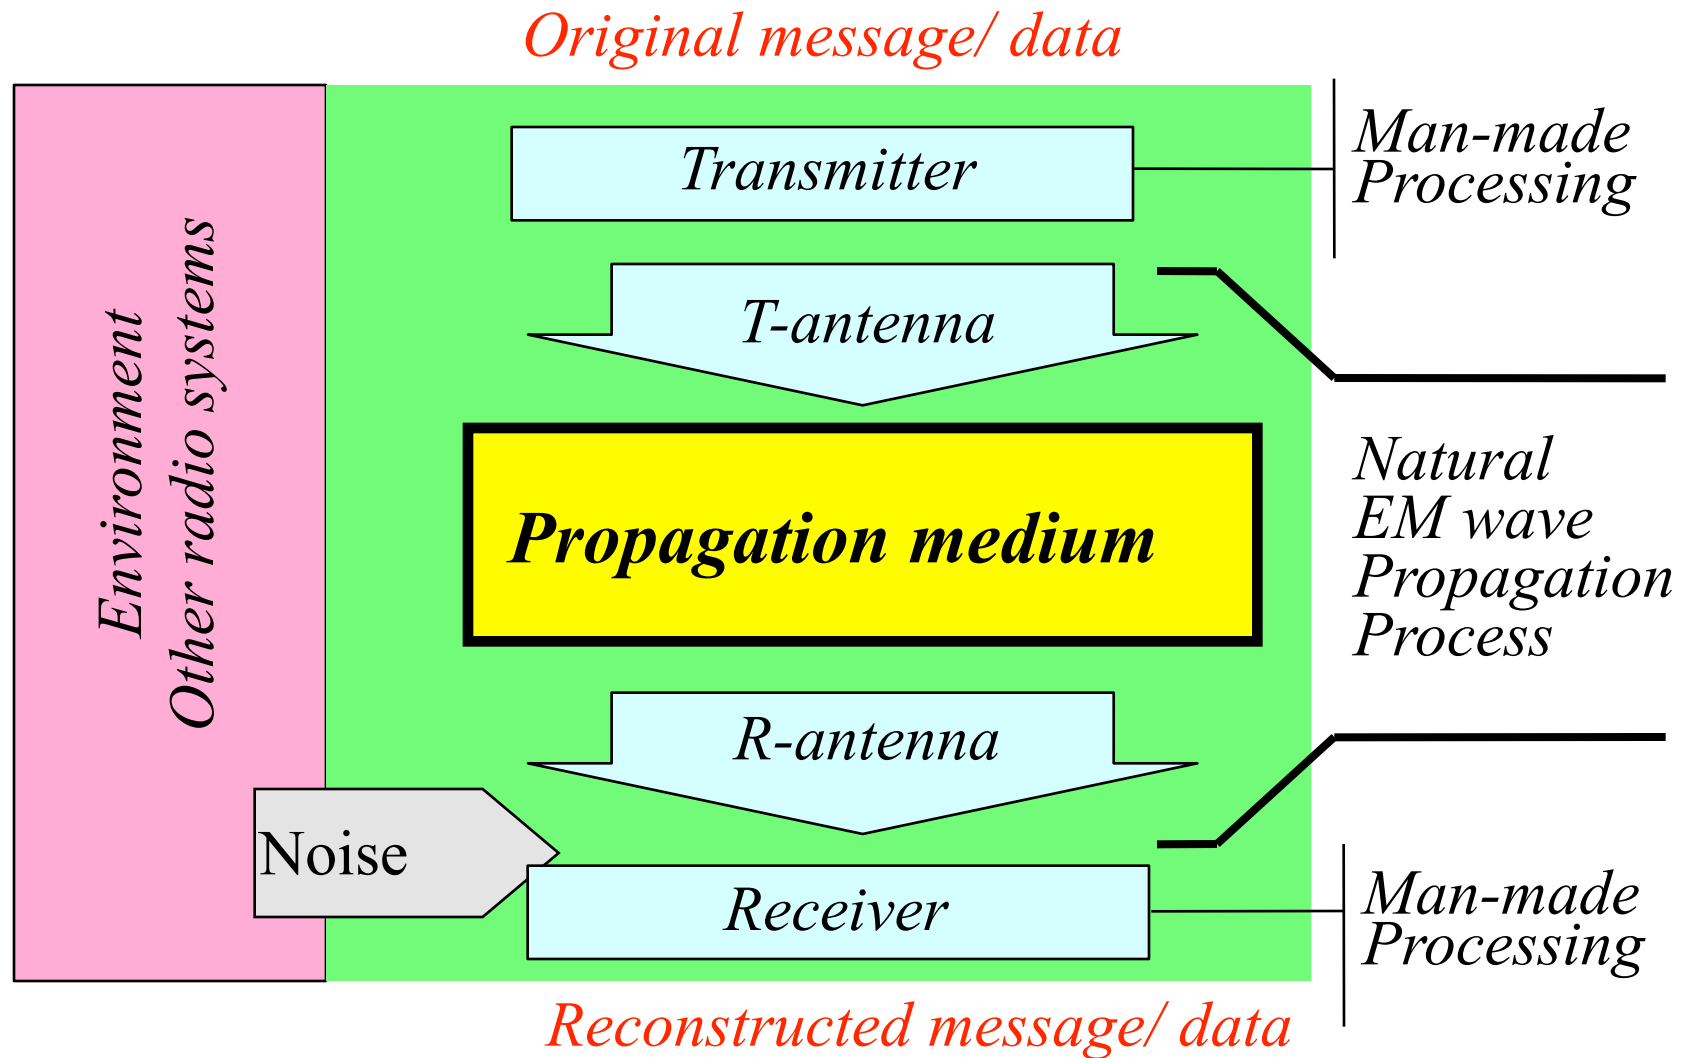 Original message/ data
Transmitter
Man-made
Processing
T-antenna
Environment
Other radio systems
Propagation medium
Natural
EM wave
Propagation
Process
R-antenna
Noise
Receiver
Man-made
Processing
Reconstructed message/ data